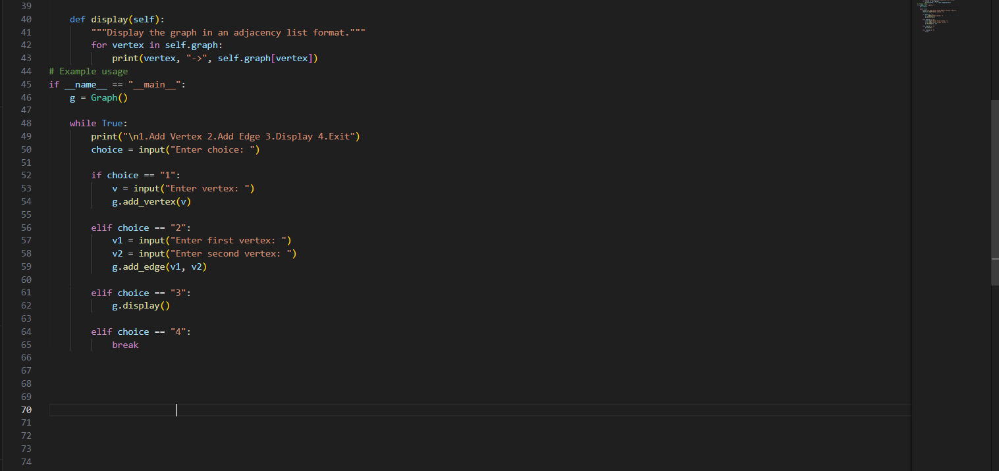 39
40     def display(self):
41         """Display the graph in an adjacency list format."""
42         for vertex in self.graph:
43             print(vertex, "->", self.graph[vertex])
44 # Example usage
45 if __name__ == "__main__":
46     g = Graph()
47
48     while True:
49         print("\n1.Add Vertex 2.Add Edge 3.Display 4.Exit")
50         choice = input("Enter choice: ")
51
52         if choice == "1":
53             v = input("Enter vertex: ")
54             g.add_vertex(v)
55
56         elif choice == "2":
57             v1 = input("Enter first vertex: ")
58             v2 = input("Enter second vertex: ")
59             g.add_edge(v1, v2)
60
61         elif choice == "3":
62             g.display()
63
64         elif choice == "4":
65             break
66
67
68
69
70
71
72
73
74